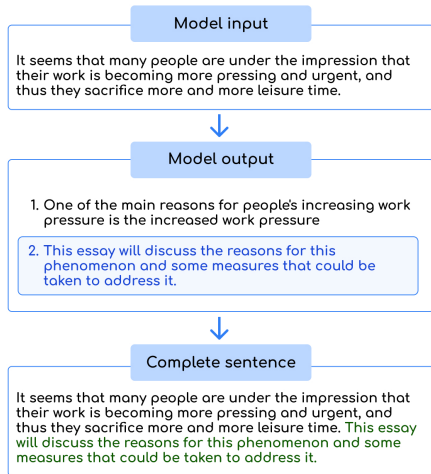 Model input
It seems that many people are under the impression that
their work is becoming more pressing and urgent, and
thus they sacrifice more and more leisure time.
Model output
1. One of the main reasons for people's increasing work
pressure is the increased work pressure
2. This essay will discuss the reasons for this
phenomenon and some measures that could be
taken to address it.
Complete sentence
It seems that many people are under the impression that
their work is becoming more pressing and urgent, and
thus they sacrifice more and more leisure time. This essay
will discuss the reasons for this phenomenon and some
measures that could be taken to address it.